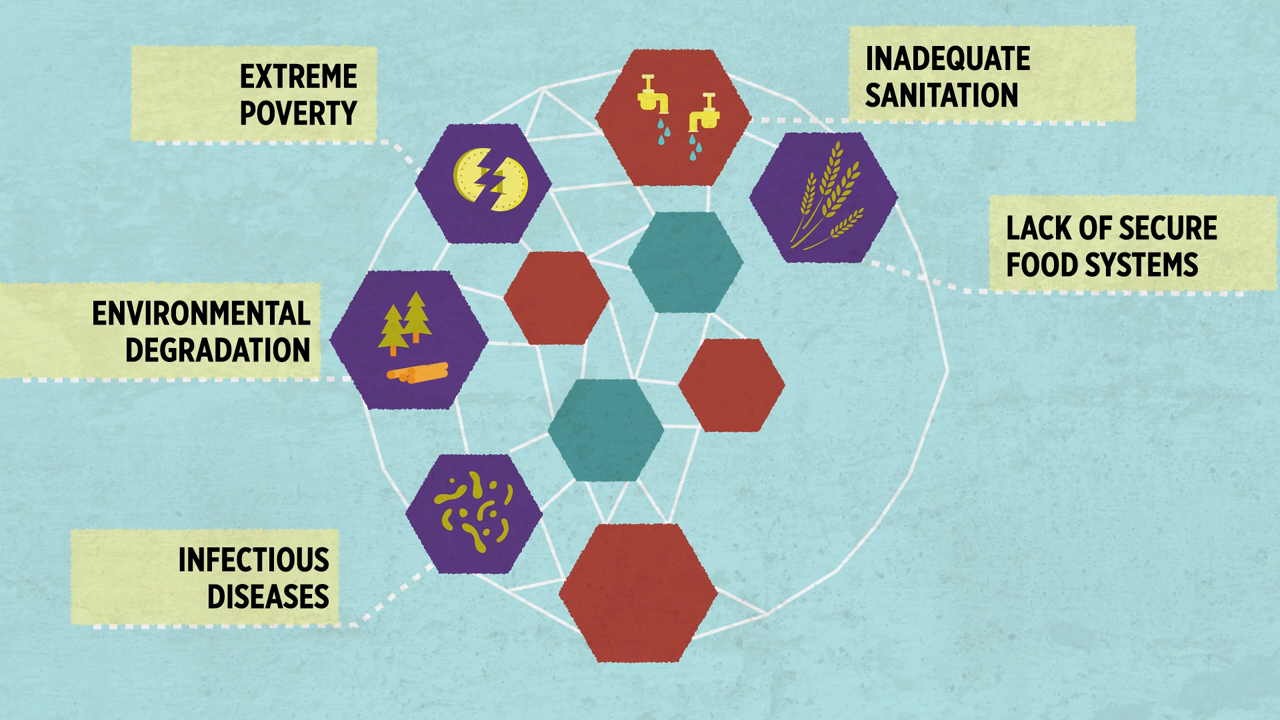 EXTREME
POVERTY
INADEQUATE
SANITATION
LACK OF SECURE
FOOD SYSTEMS
ENVIRONMENTAL
DEGRADATION
INFECTIOUS
DISEASES